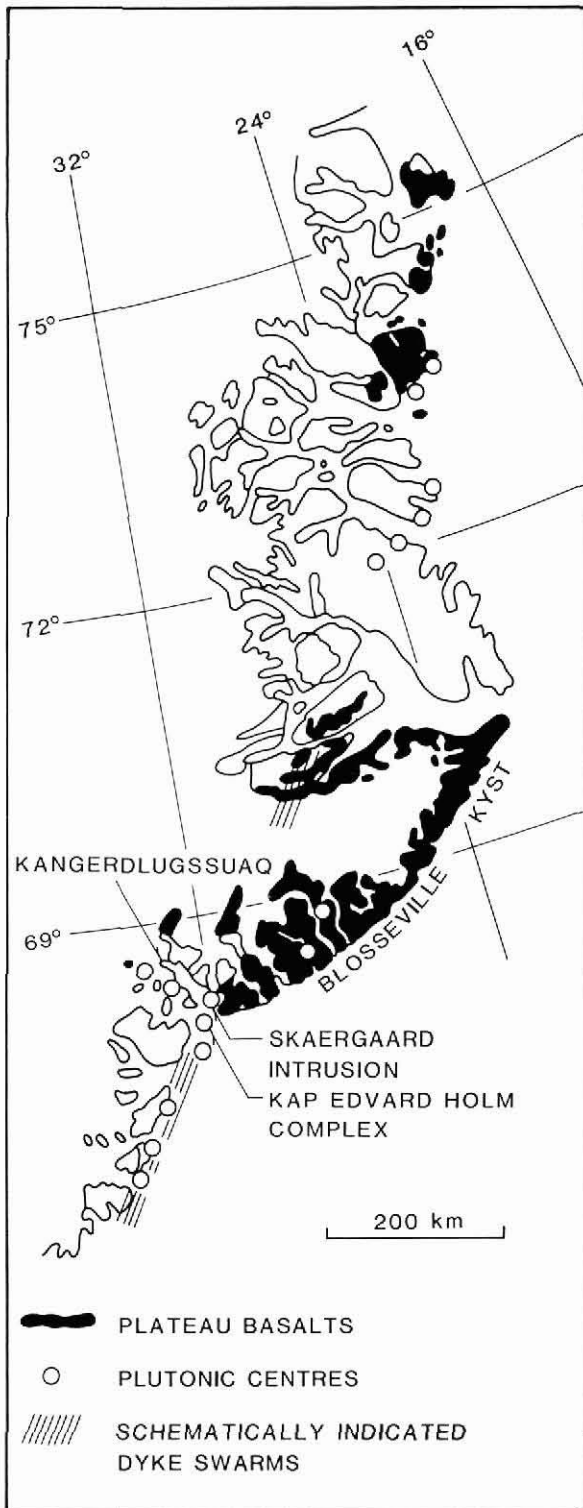 16°
24°
32°
75°
72°
KANGERDLUGSSUAQ
69°
BLOSSEVILLE KYST
SKAERGAARD
INTRUSION
KAP EDVARD HOLM
COMPLEX
200 km
PLATEAU BASALTS
PLUTONIC CENTRES
SCHEMATICALLY INDICATED
DYKE SWARMS